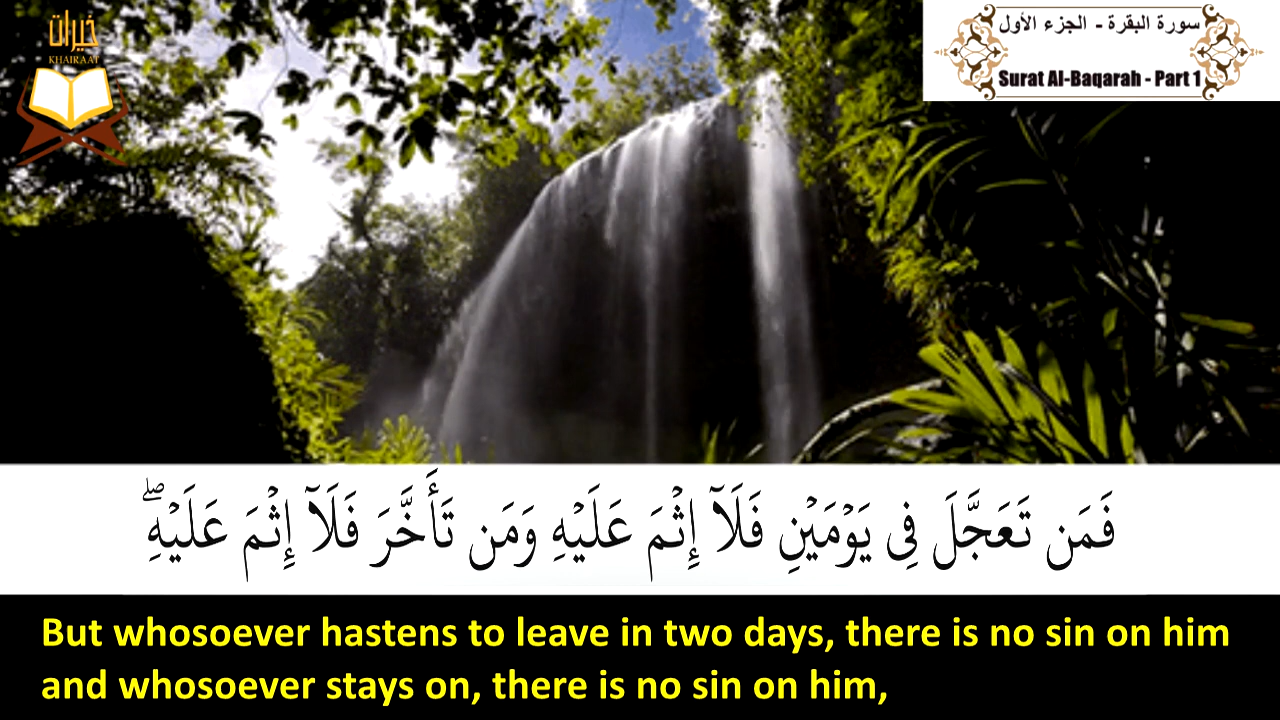 خيرات
KHAIRAAT
سورة البقرة - الجزء الأول
Surat Al-Baqarah - Part 1
فَمَن تَعَجَّلَ فِى يَوْمَيْنِ فَلَآ إِثْمَ عَلَيْهِ وَمَن تَأَخَّرَ فَلَآ إِثْمَ عَلَيْهِ ۖ
But whosoever hastens to leave in two days, there is no sin on him
and whosoever stays on, there is no sin on him,